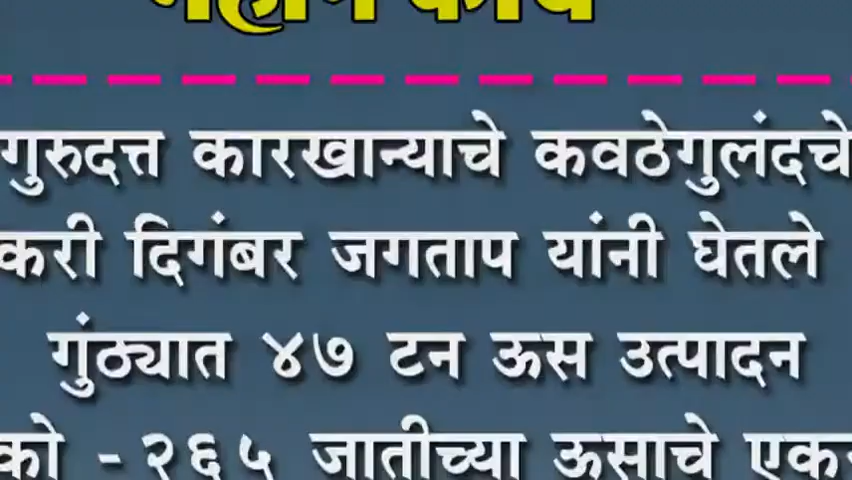 गुरुदत्त कारखान्याचे कवठेगुलंदचे
करी दिगंबर जगताप यांनी घेतले
गुंठ्यात ४७ टन ऊस उत्पादन
को - २६५ जातीच्या ऊसाचे